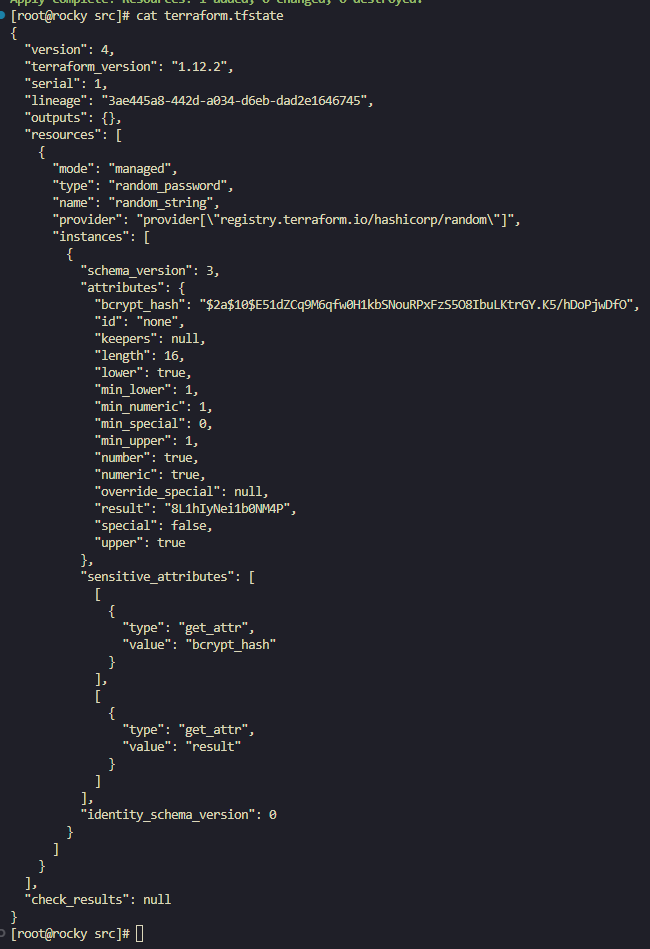 Apply complete! Resources: 1 added, 0 changed, 0 destroyed.
[root@rocky src]# cat terraform.tfstate
{
  "version": 4,
  "terraform_version": "1.12.2",
  "serial": 1,
  "lineage": "3ae445a8-442d-a034-d6eb-dad2e1646745",
  "outputs": {},
  "resources": [
    {
      "mode": "managed",
      "type": "random_password",
      "name": "random_string",
      "provider": "provider[\"registry.terraform.io/hashicorp/random\"]",
      "instances": [
        {
          "schema_version": 3,
          "attributes": {
            "bcrypt_hash": "$2a$10$E51dZCq9M6qfw0H1kbSNouRPxFzS5O8IbuLKtrGY.K5/hDoPjwDfO",
            "id": "none",
            "keepers": null,
            "length": 16,
            "lower": true,
            "min_lower": 1,
            "min_numeric": 1,
            "min_special": 0,
            "min_upper": 1,
            "number": true,
            "numeric": true,
            "override_special": null,
            "result": "8L1hIyNei1b0NM4P",
            "special": false,
            "upper": true
          },
          "sensitive_attributes": [
            [
              {
                "type": "get_attr",
                "value": "bcrypt_hash"
              }
            ],
            [
              {
                "type": "get_attr",
                "value": "result"
              }
            ]
          ],
          "identity_schema_version": 0
        }
      ]
    }
  ],
  "check_results": null
}
[root@rocky src]#